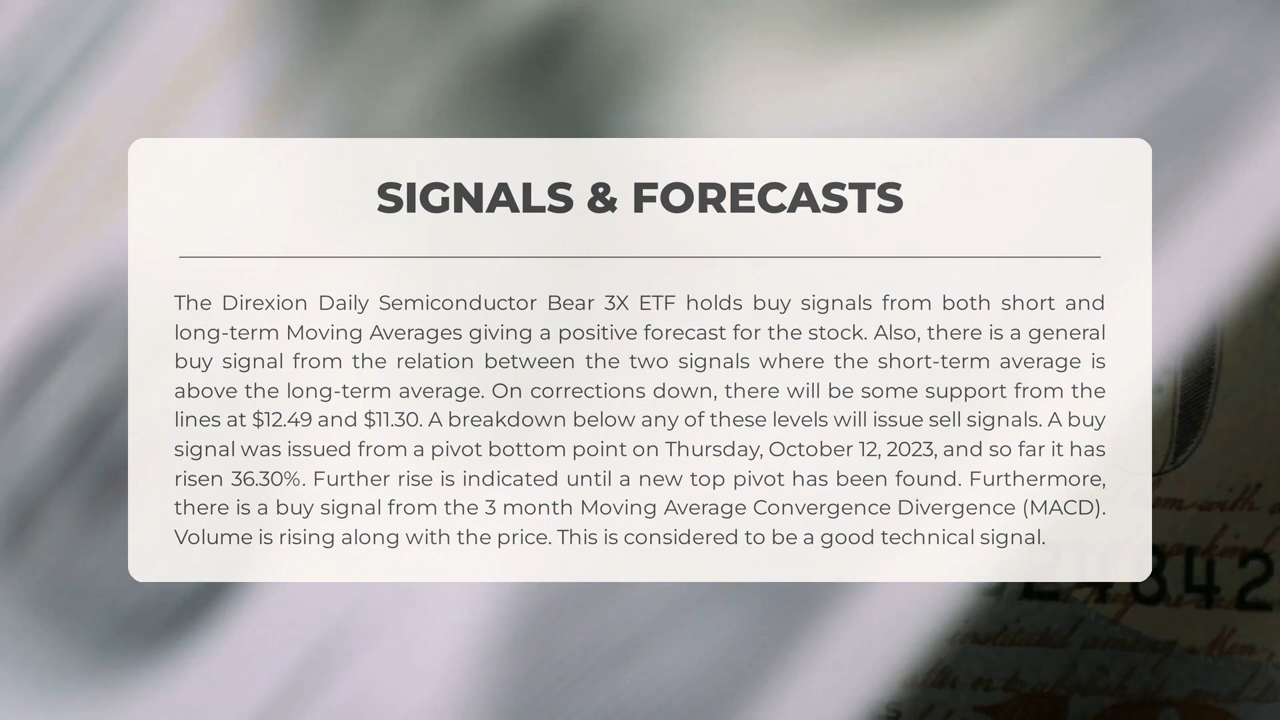 SIGNALS & FORECASTS
The Direxion Daily Semiconductor Bear 3X ETF holds buy signals from both short and
long-term Moving Averages giving a positive forecast for the stock. Also, there is a general
buy signal from the relation between the two signals where the short-term average is
above the long-term average. On corrections down, there will be some support from the
lines at $12.49 and $11.30. A breakdown below any of these levels will issue sell signals. A buy
signal was issued from a pivot bottom point on Thursday, October 12, 2023, and so far it has
risen 36.30%. Further rise is indicated until a new top pivot has been found. Furthermore,
there is a buy signal from the 3 month Moving Average Convergence Divergence (MACD).
Volume is rising along with the price. This is considered to be a good technical signal.
4842
instituted among Men,